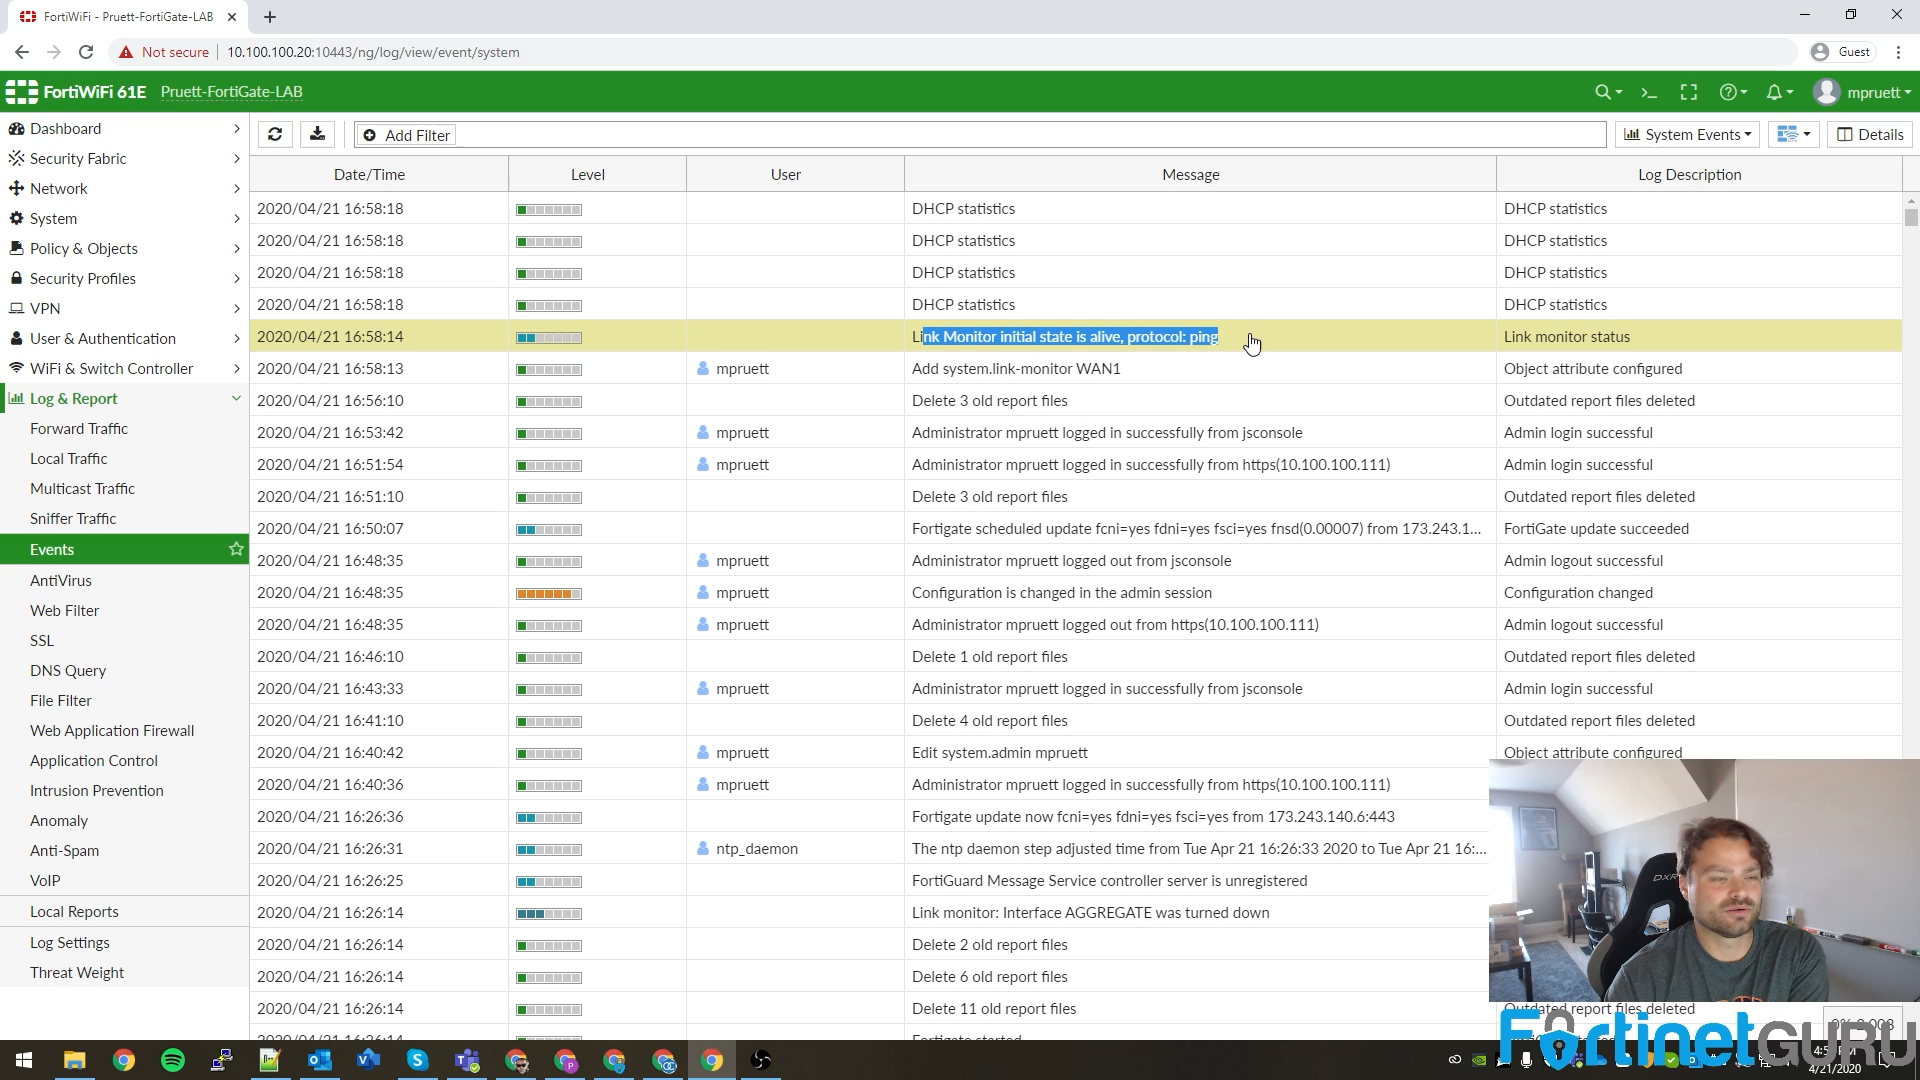 FortiWiFi - Pruett-FortiGate-LAB
Not secure
10.100.100.20:10443/ng/log/view/event/system
Guest
FortiWiFi 61E
Pruett-FortiGate-LAB
mpruett
Dashboard
Security Fabric
Network
System
Policy & Objects
Security Profiles
VPN
User & Authentication
WiFi & Switch Controller
Log & Report
Forward Traffic
Local Traffic
Multicast Traffic
Sniffer Traffic
Events
AntiVirus
Web Filter
SSL
DNS Query
File Filter
Web Application Firewall
Application Control
Intrusion Prevention
Anomaly
Anti-Spam
VoIP
Local Reports
Log Settings
Threat Weight
Add Filter
System Events
Details
Date/Time Level User Message Log Description
2020/04/21 16:58:18 DHCP statistics DHCP statistics
2020/04/21 16:58:18 DHCP statistics DHCP statistics
2020/04/21 16:58:18 DHCP statistics DHCP statistics
2020/04/21 16:58:18 DHCP statistics DHCP statistics
2020/04/21 16:58:14 Link Monitor initial state is alive, protocol: ping Link monitor status
2020/04/21 16:58:13 mpruett Add system.link-monitor WAN1 Object attribute configured
2020/04/21 16:56:10 Delete 3 old report files Outdated report files deleted
2020/04/21 16:53:42 mpruett Administrator mpruett logged in successfully from jsconsole Admin login successful
2020/04/21 16:51:54 mpruett Administrator mpruett logged in successfully from https(10.100.100.111) Admin login successful
2020/04/21 16:51:10 Delete 3 old report files Outdated report files deleted
2020/04/21 16:50:07 Fortigate scheduled update fcni=yes fdni=yes fsci=yes fnsd(0.00007) from 173.243.1... FortiGate update succeeded
2020/04/21 16:48:35 mpruett Administrator mpruett logged out from jsconsole Admin logout successful
2020/04/21 16:48:35 mpruett Configuration is changed in the admin session Configuration changed
2020/04/21 16:48:35 mpruett Administrator mpruett logged out from https(10.100.100.111) Admin logout successful
2020/04/21 16:46:10 Delete 1 old report files Outdated report files deleted
2020/04/21 16:43:33 mpruett Administrator mpruett logged in successfully from jsconsole Admin login successful
2020/04/21 16:41:10 Delete 4 old report files Outdated report files deleted
2020/04/21 16:40:42 mpruett Edit system.admin mpruett Object attribute configured
2020/04/21 16:40:36 mpruett Administrator mpruett logged in successfully from https(10.100.100.111)
2020/04/21 16:26:36 Fortigate update now fcni=yes fdni=yes fsci=yes from 173.243.140.6:443
2020/04/21 16:26:31 ntp_daemon The ntp daemon step adjusted time from Tue Apr 21 16:26:33 2020 to Tue Apr 21 16:...
2020/04/21 16:26:25 FortiGuard Message Service controller server is unregistered
2020/04/21 16:26:14 Link monitor: Interface AGGREGATE was turned down
2020/04/21 16:26:14 Delete 2 old report files
2020/04/21 16:26:14 Delete 6 old report files
2020/04/21 16:26:14 Delete 11 old report files Outdated report files deleted
2020/04/21 16:26:14 Fortigate started
DXR
FortinetGURU
4/21/2020